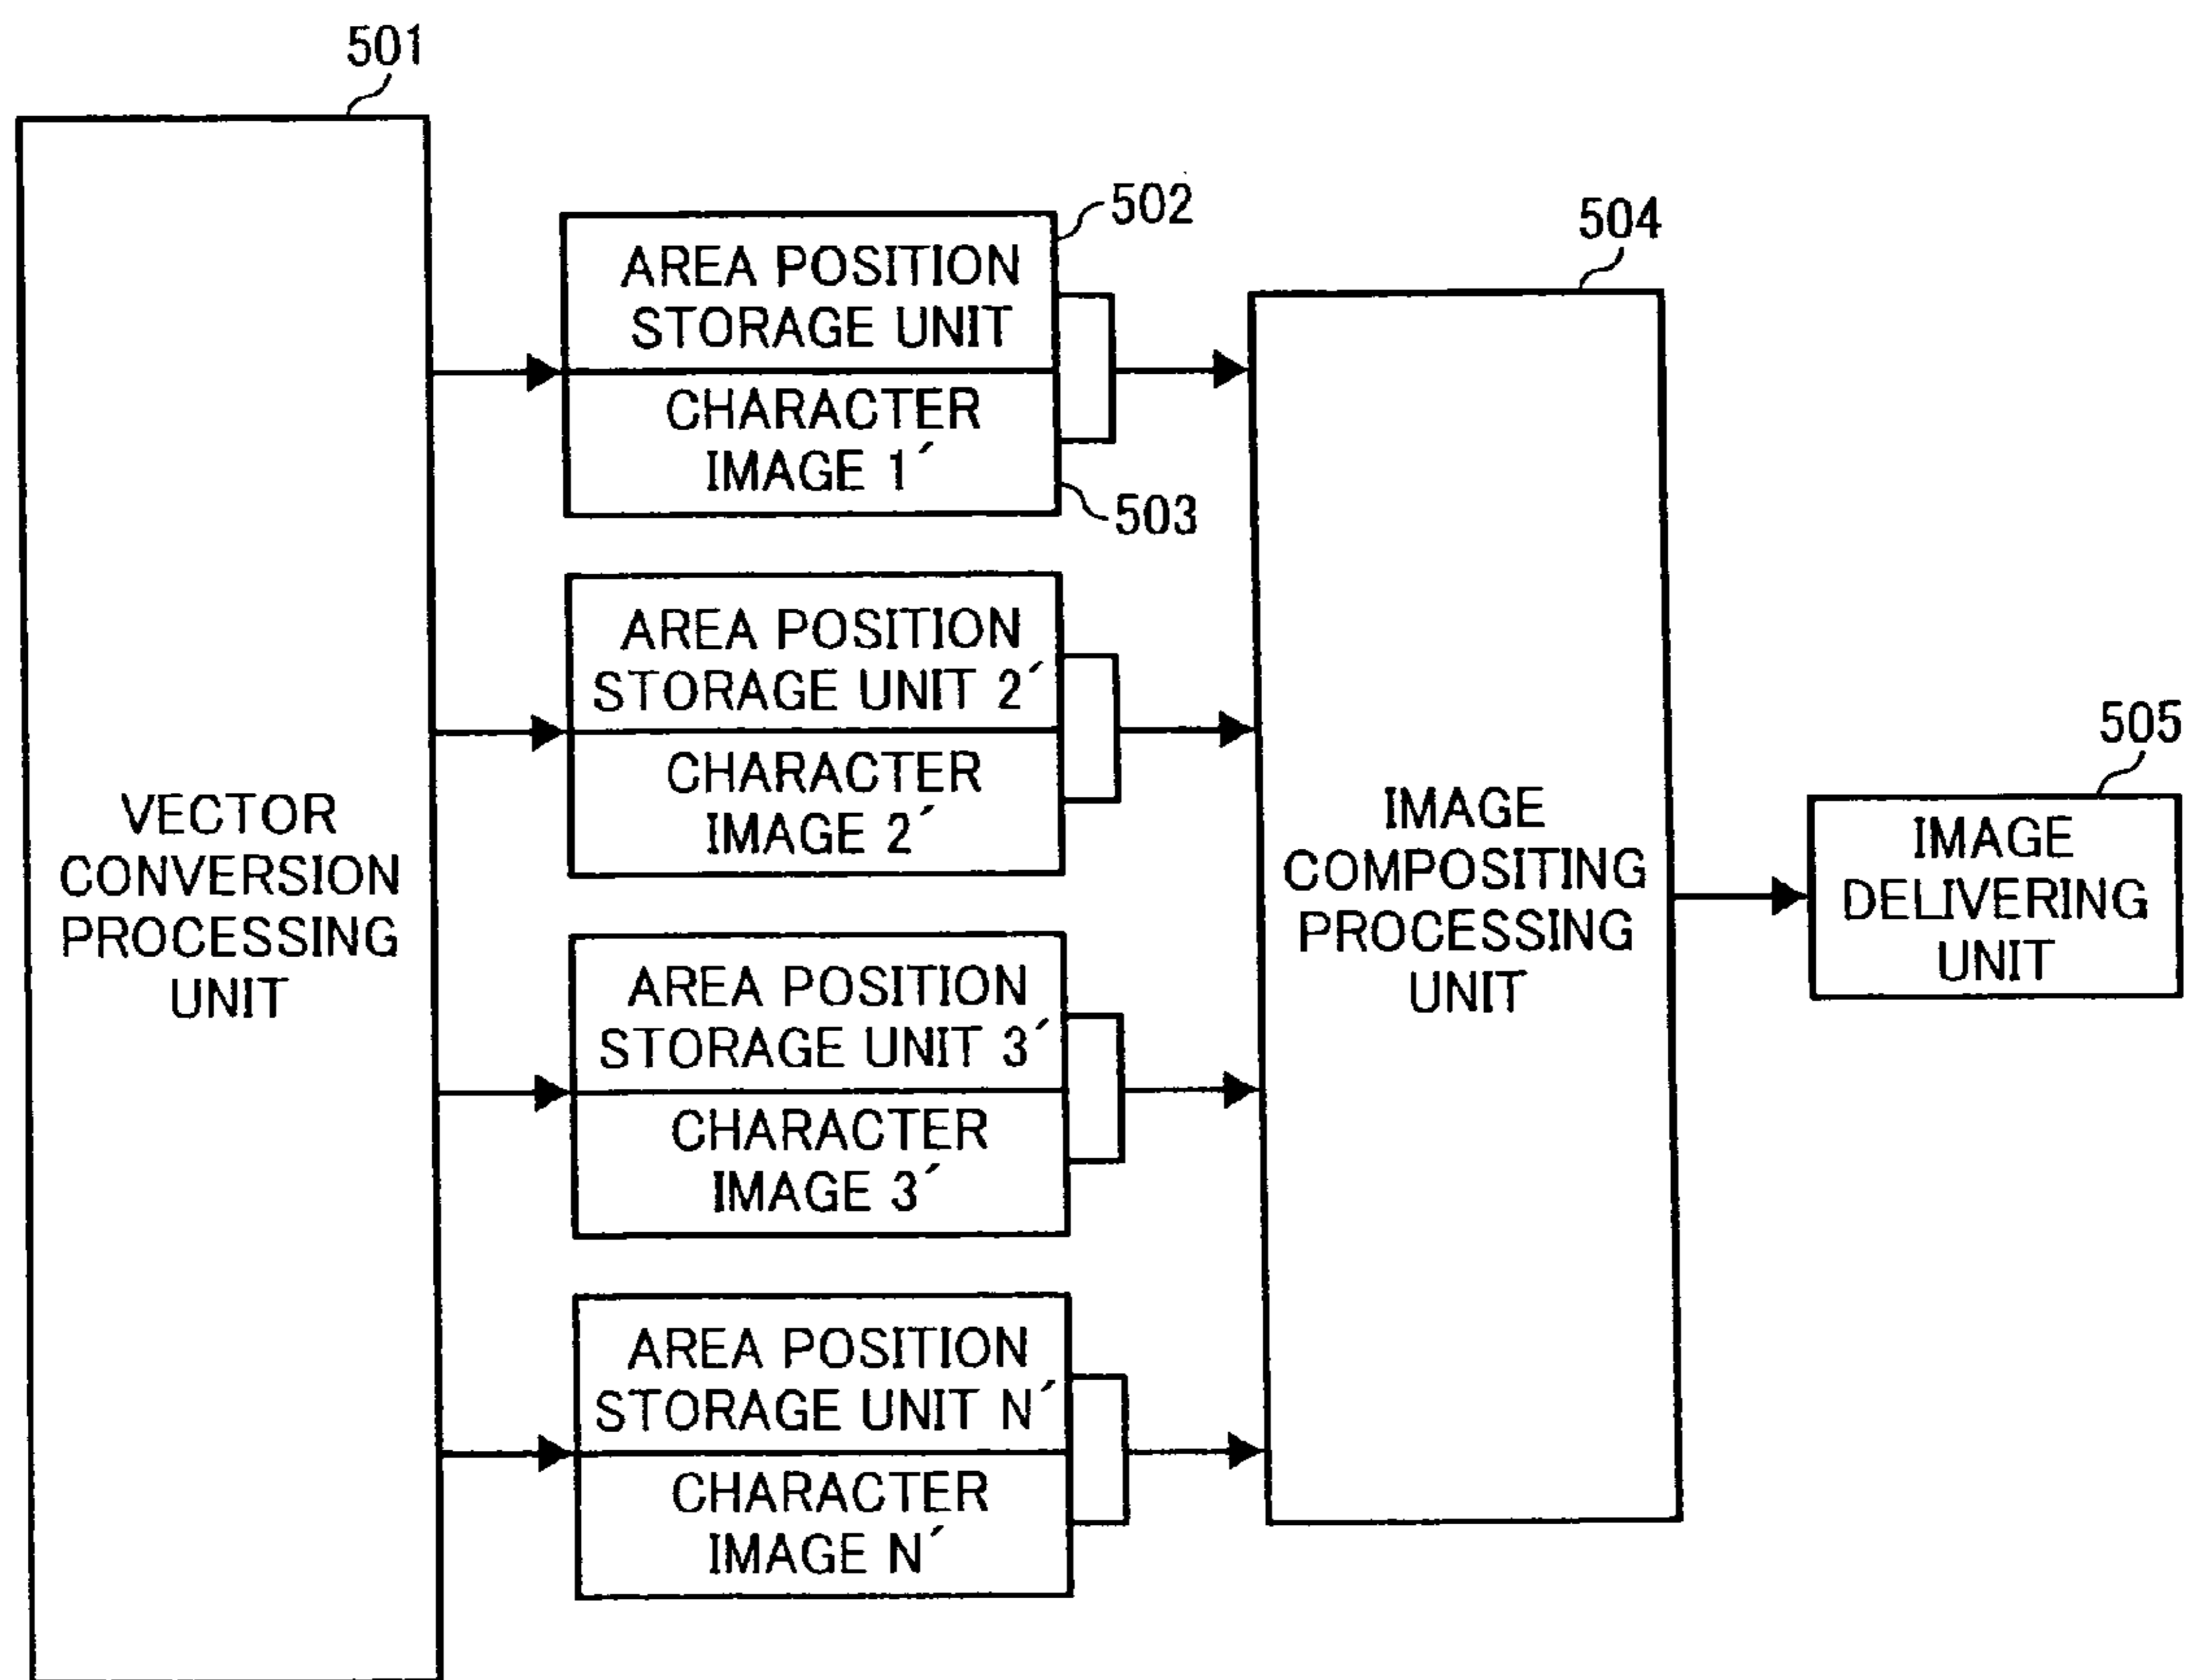 501
VECTOR
CONVERSION
PROCESSING
UNIT
502
AREA POSITION
STORAGE UNIT
CHARACTER
IMAGE 1´
503
AREA POSITION
STORAGE UNIT 2´
CHARACTER
IMAGE 2´
AREA POSITION
STORAGE UNIT 3´
CHARACTER
IMAGE 3´
AREA POSITION
STORAGE UNIT N´
CHARACTER
IMAGE N´
504
IMAGE
COMPOSITING
PROCESSING
UNIT
505
IMAGE
DELIVERING
UNIT